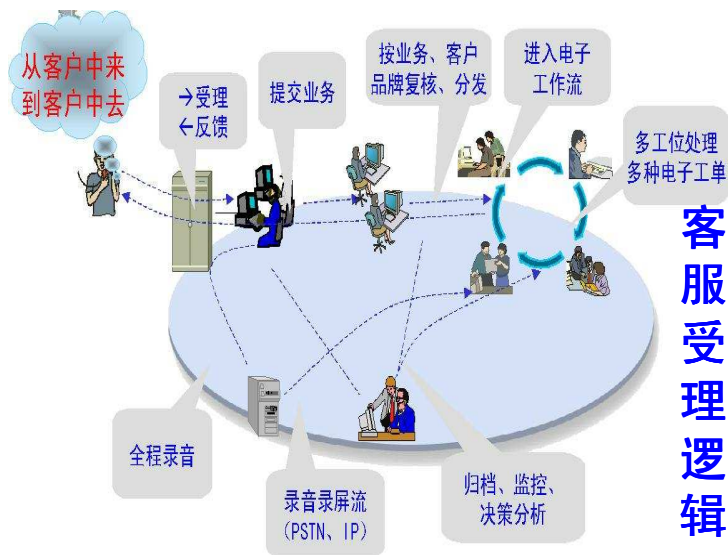 从客户中来
到客户中去
→受理
←反馈
提交业务
按业务、客户
品牌复核、分发
进入电子
工作流
多工位处理
多种电子工单
客服受理逻辑
全程录音
录音录屏流
(PSTN、IP)
归档、监控、
决策分析